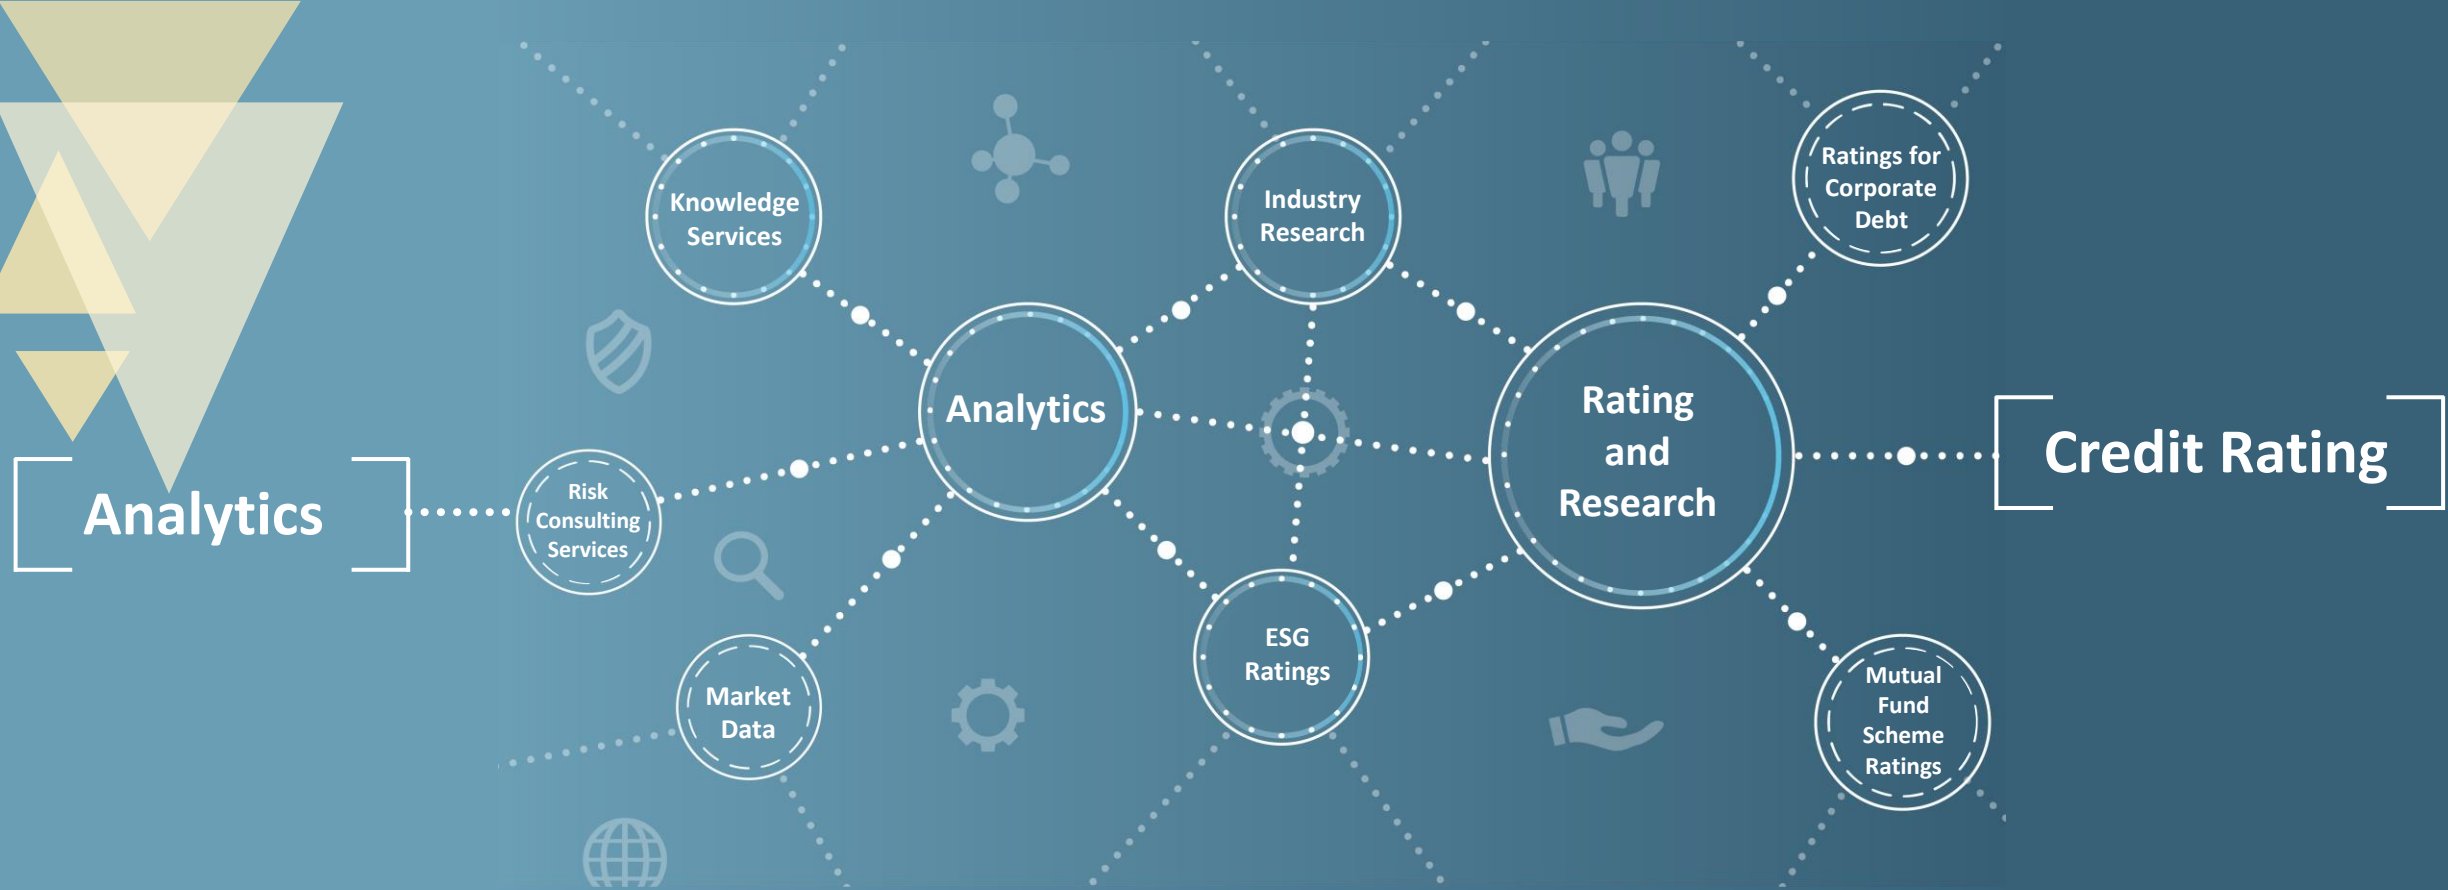 Knowledge
Services
Industry
Research
Ratings for
Corporate
Debt
Analytics
Rating
and
Research
Credit Rating
Analytics
Risk
Consulting
Services
Market
Data
ESG
Ratings
Mutual
Fund
Scheme
Ratings